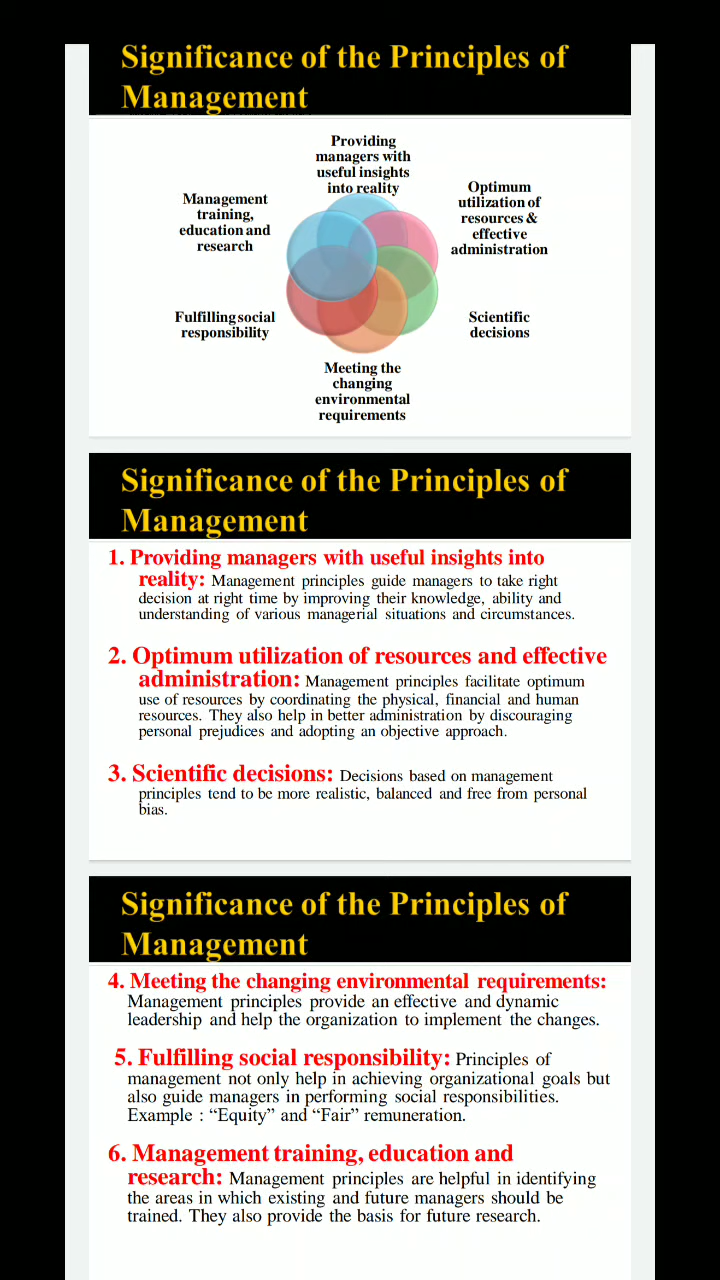 Significance of the Principles of
Management
Providing
managers with
useful insights
into reality
Optimum
utilization of
resources &
effective
administration
Scientific
decisions
Meeting the
changing
environmental
requirements
Fulfilling social
responsibility
Management
training,
education and
research
Significance of the Principles of
Management
1. Providing managers with useful insights into
reality: Management principles guide managers to take right
decision at right time by improving their knowledge, ability and
understanding of various managerial situations and circumstances.
2. Optimum utilization of resources and effective
administration: Management principles facilitate optimum
use of resources by coordinating the physical, financial and human
resources. They also help in better administration by discouraging
personal prejudices and adopting an objective approach.
3. Scientific decisions: Decisions based on management
principles tend to be more realistic, balanced and free from personal
bias.
Significance of the Principles of
Management
4. Meeting the changing environmental requirements:
Management principles provide an effective and dynamic
leadership and help the organization to implement the changes.
5. Fulfilling social responsibility: Principles of
management not only help in achieving organizational goals but
also guide managers in performing social responsibilities.
Example : “Equity” and “Fair” remuneration.
6. Management training, education and
research: Management principles are helpful in identifying
the areas in which existing and future managers should be
trained. They also provide the basis for future research.